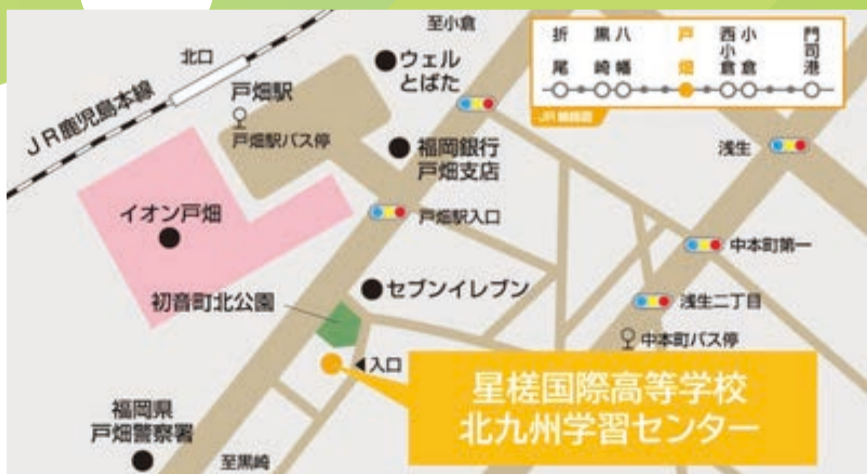 至小倉
折尾
黒崎
八幡
戸畑
西小倉
小倉
門司港
北口
ウェル
とばた
戸畑駅
JR鹿児島本線
戸畑駅バス停
福岡銀行
戸畑支店
浅生
イオン戸畑
戸畑駅入口
中本町第一
初音町北公園
セブンイレブン
浅生二丁目
中本町バス停
入口
星槎国際高等学校
北九州学習センター
福岡県
戸畑警察署
至黒崎